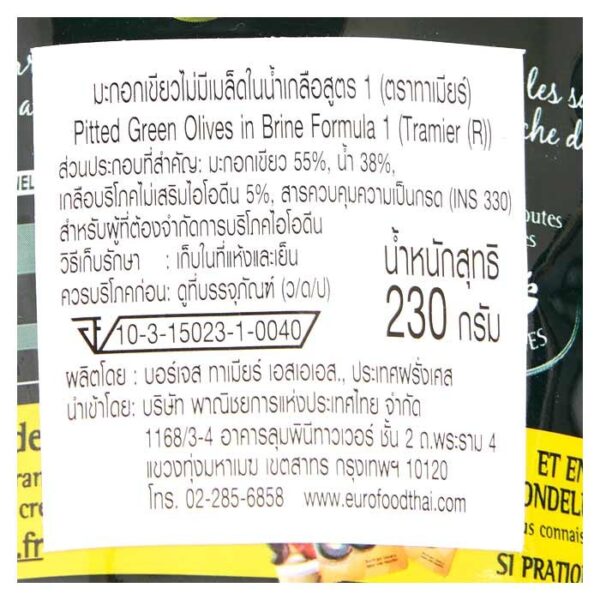 มะกอกเขียวไม่มีเมล็ดในน้ำเกลือสูตร 1 (ตราทาเมียร์)
Pitted Green Olives in Brine Formula 1 (Tramier (R))
ส่วนประกอบที่สำคัญ: มะกอกเขียว 55%, น้ำ 38%,
เกลือบริโภคไม่เสริมไอโอดีน 5%, สารควบคุมความเป็นกรด (INS 330)
สำหรับผู้ที่ต้องจำกัดการบริโภคไอโอดีน
วิธีเก็บรักษา : เก็บในที่แห้งและเย็น
ควรบริโภคก่อน: ดูที่บรรจุภัณฑ์ (ว/ด/ป)
น้ำหนักสุทธิ
230 กรัม
10-3-15023-1-0040
ผลิตโดย : บอร์เจส ทาเมียร์ เอสเอเอส., ประเทศฝรั่งเศส
นำเข้าโดย: บริษัท พาณิชยการแห่งประเทศไทย จำกัด
1168/3-4 อาคารลุมพินีทาวเวอร์ ชั้น 2 ถ.พระราม 4
แขวงทุ่งมหาเมฆ เขตสาทร กรุงเทพฯ 10120
โทร. 02-285-6858 www.eurofoodthai.com
les
che d
outes
es
ES
de
ran
cre
.fr
ET EN
ONDEL
us connais
SI PRATIQ